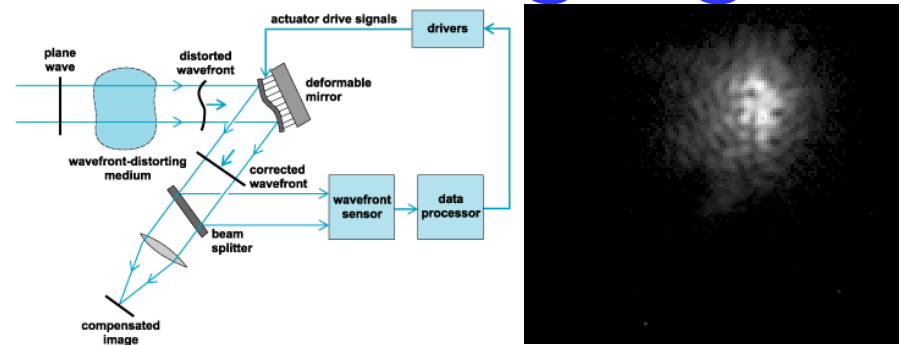 actuator drive signals
drivers
plane
wave
distorted
wavefront
deformable
mirror
wavefront-distorting
medium
corrected
wavefront
wavefront
sensor
data
processor
beam
splitter
compensated
image